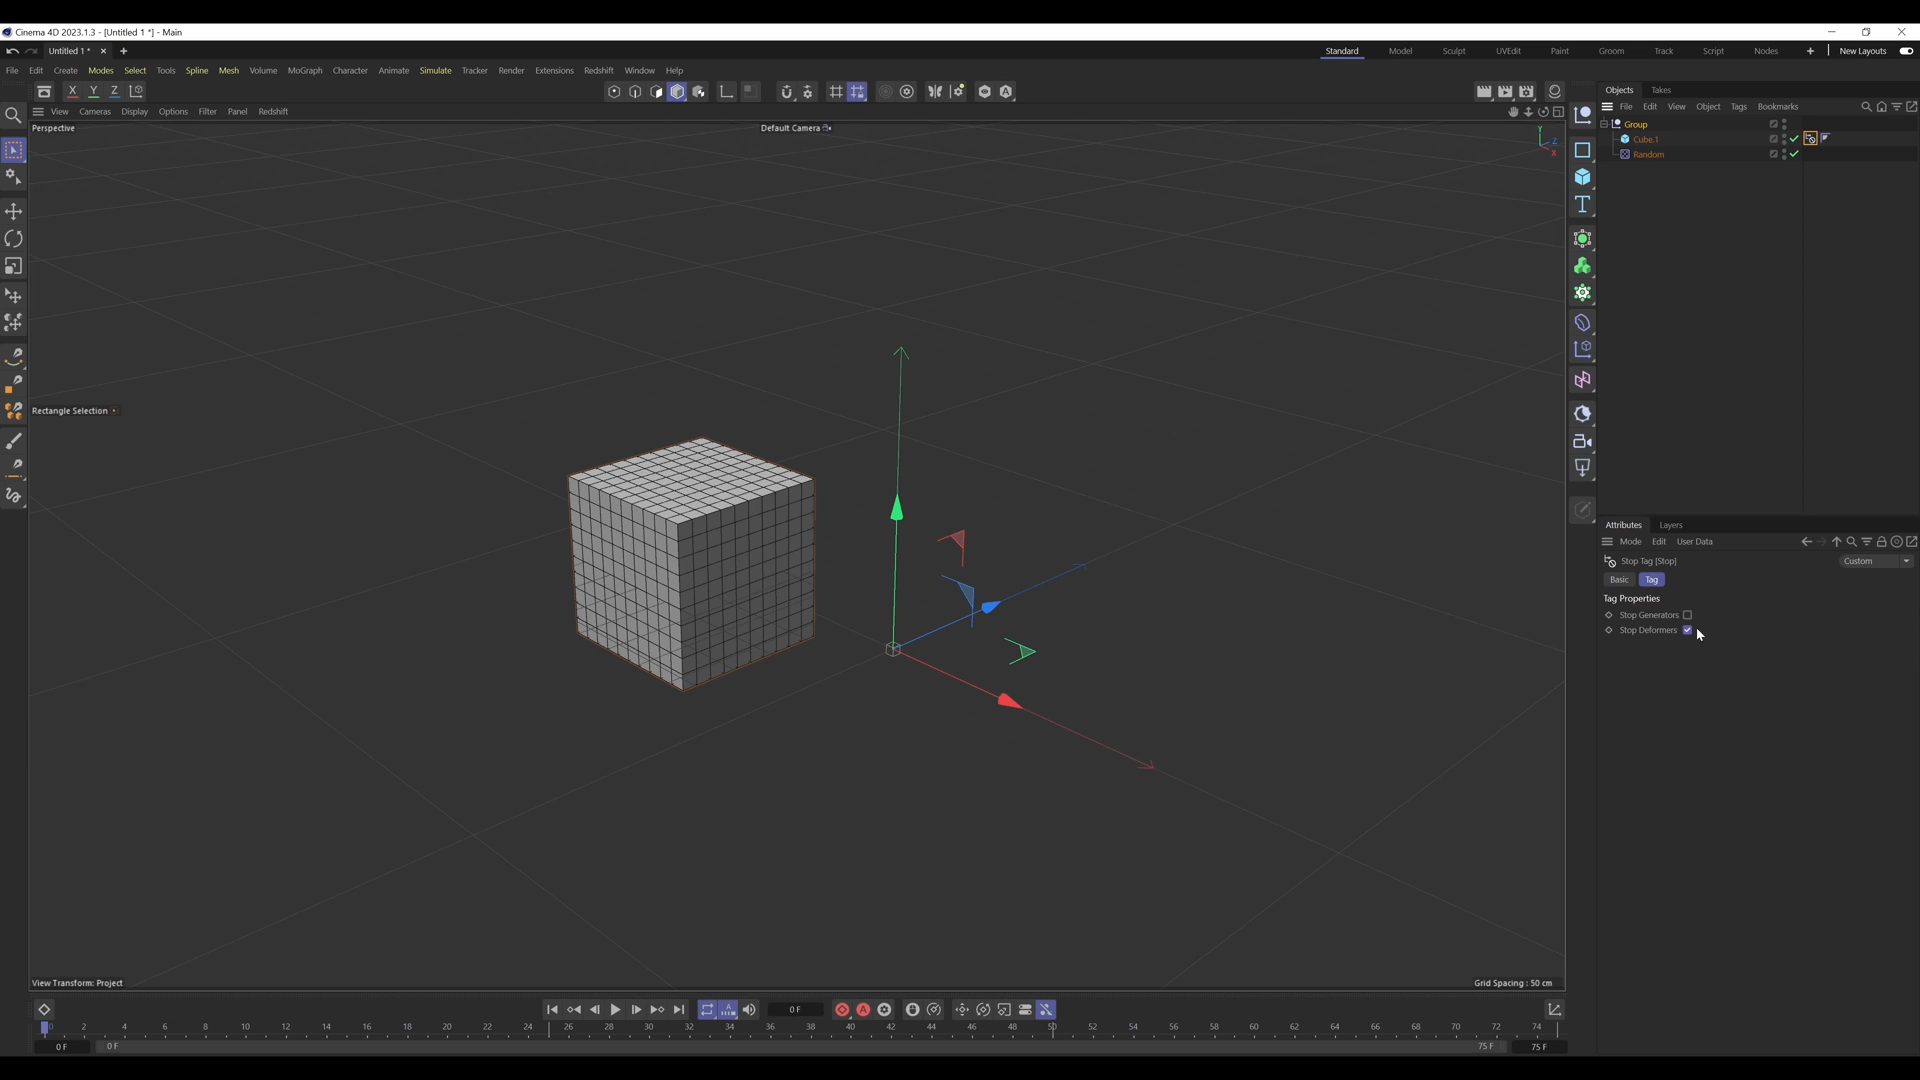 Cinema 4D 2023.1.3 - [Untitled 1 *] - Main
Untitled 1 * × + Standard Model Sculpt UVEdit Paint Groom Track Script Nodes + New Layouts
File Edit Create Modes Select Tools Spline Mesh Volume MoGraph Character Animate Simulate Tracker Render Extensions Redshift Window Help
X Y Z
Objects Takes
View Cameras Display Options Filter Panel Redshift
File Edit View Object Tags Bookmarks
Perspective Default Camera
Y Z X
Group
Cube.1
Random
Rectangle Selection
Attributes Layers
Mode Edit User Data
Stop Tag [Stop] Custom
Basic Tag
Tag Properties
Stop Generators
Stop Deformers
View Transform: Project Grid Spacing : 50 cm
0 F
0 2 4 6 8 10 12 14 16 18 20 22 24 26 28 30 32 34 36 38 40 42 44 46 48 50 52 54 56 58 60 62 64 66 68 70 72 74
0 F 0 F 75 F 75 F